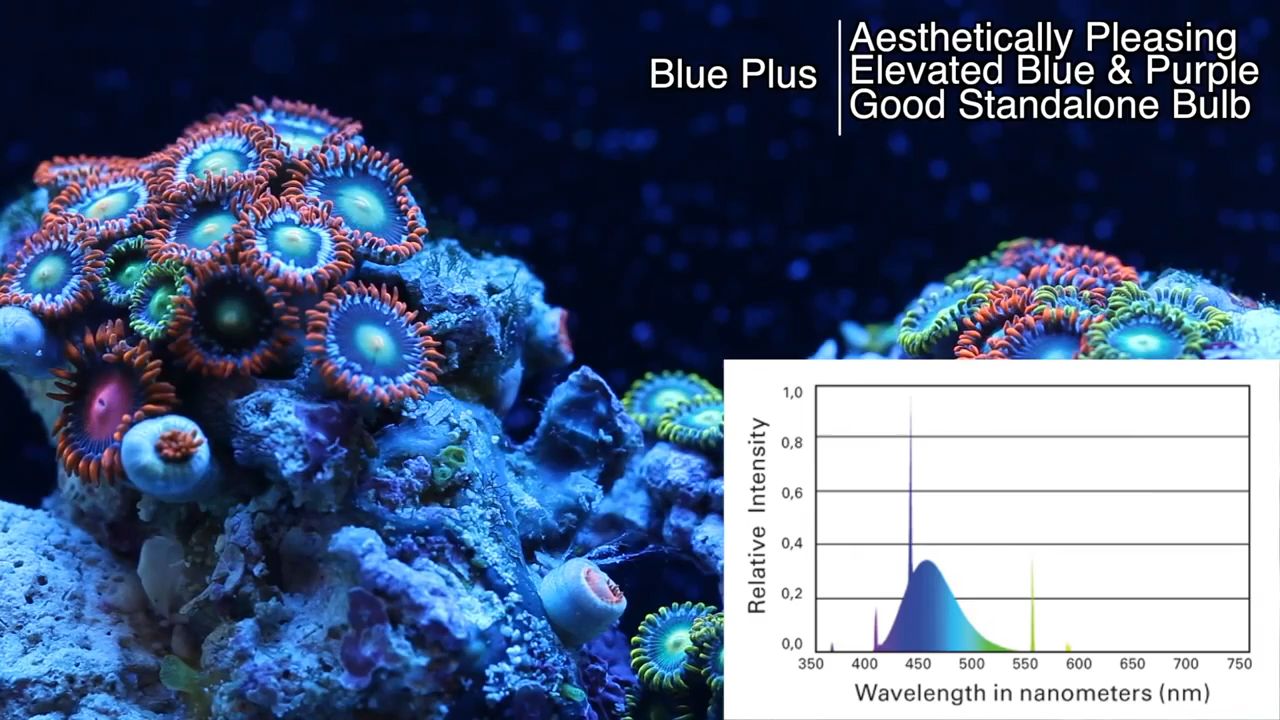 Blue Plus
Aesthetically Pleasing
Elevated Blue & Purple
Good Standalone Bulb
Relative Intensity
1,0
0,8
0,6
0,4
0,2
0,0
350 400 450 500 550 600 650 700 750
Wavelength in nanometers (nm)